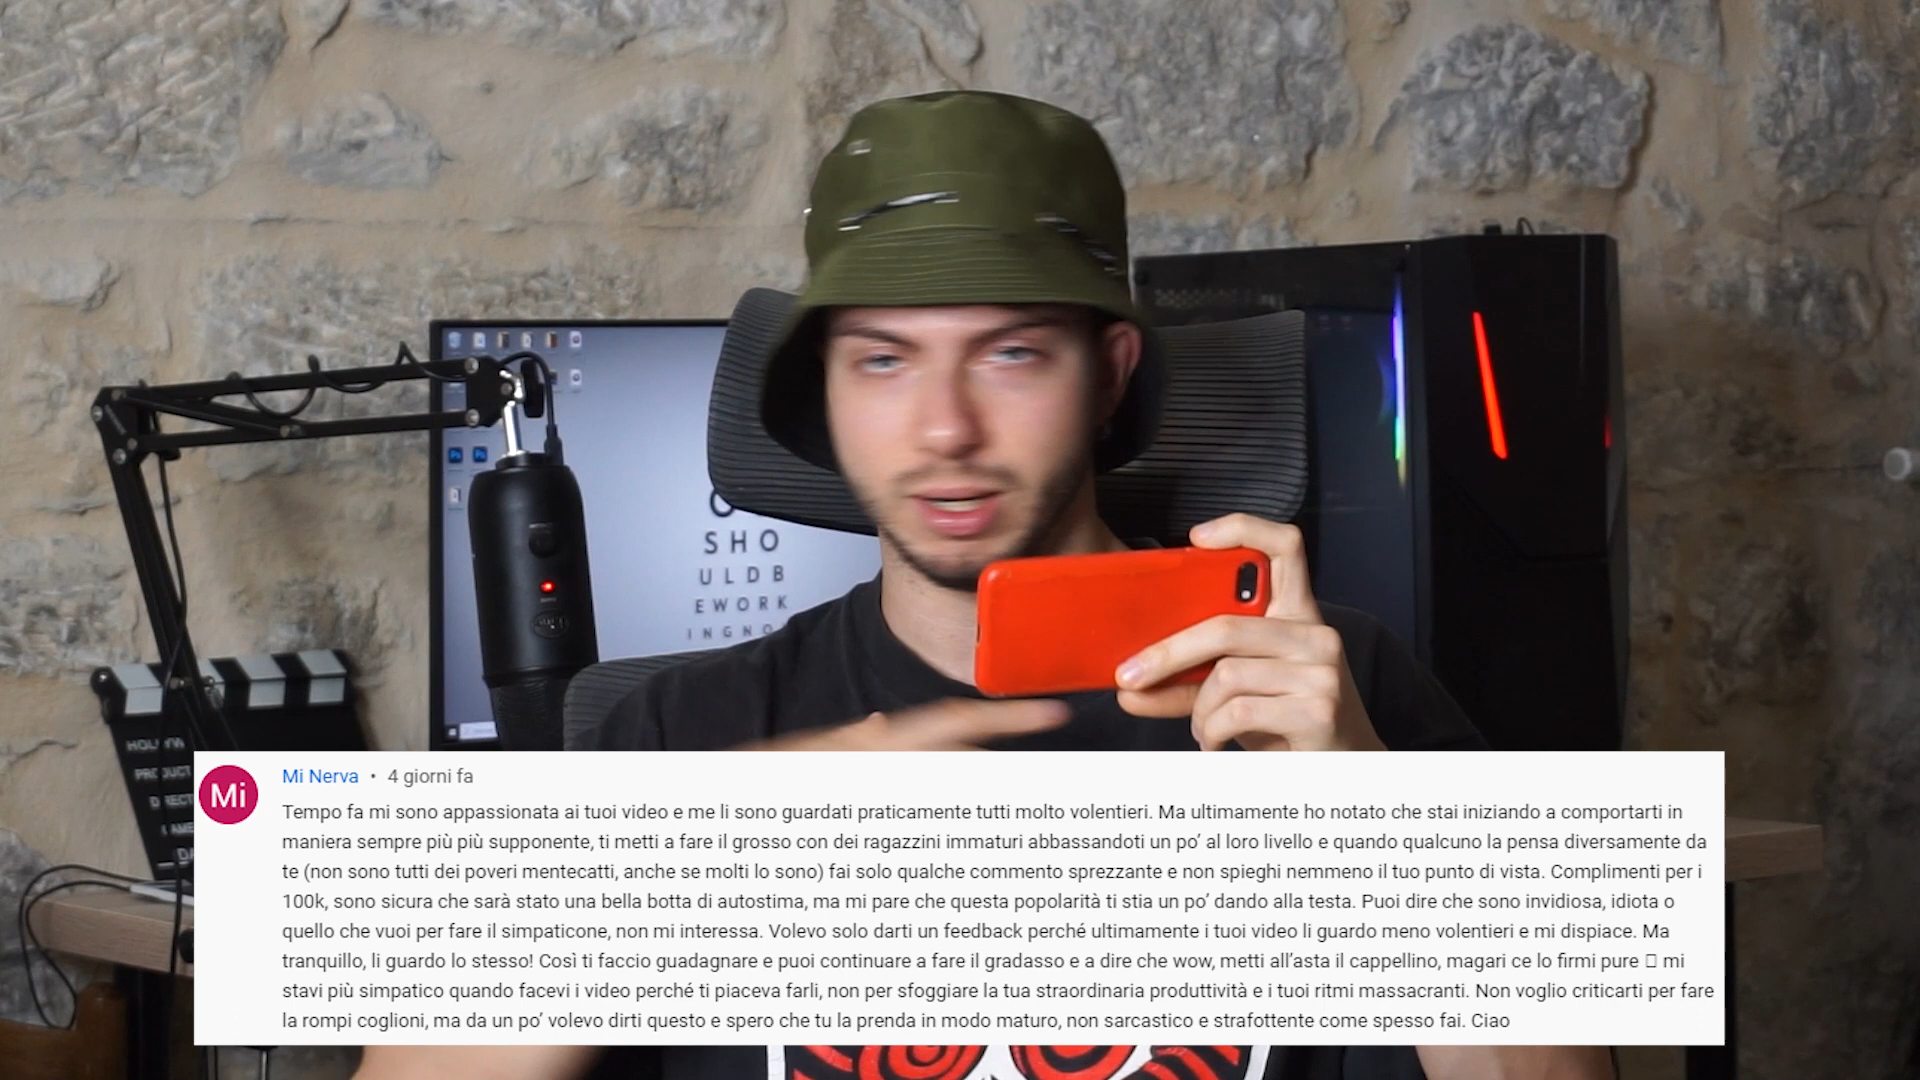 SHO
ULDB
EWORK
INGNO
HOLLYW
PRODUCT
DIRECT
CAME
DA
Mi
Mi Nerva • 4 giorni fa
Tempo fa mi sono appassionata ai tuoi video e me li sono guardati praticamente tutti molto volentieri. Ma ultimamente ho notato che stai iniziando a comportarti in
maniera sempre più più supponente, ti metti a fare il grosso con dei ragazzini immaturi abbassandoti un po’ al loro livello e quando qualcuno la pensa diversamente da
te (non sono tutti dei poveri mentecatti, anche se molti lo sono) fai solo qualche commento sprezzante e non spieghi nemmeno il tuo punto di vista. Complimenti per i
100k, sono sicura che sarà stato una bella botta di autostima, ma mi pare che questa popolarità ti stia un po’ dando alla testa. Puoi dire che sono invidiosa, idiota o
quello che vuoi per fare il simpaticone, non mi interessa. Volevo solo darti un feedback perché ultimamente i tuoi video li guardo meno volentieri e mi dispiace. Ma
tranquillo, li guardo lo stesso! Così ti faccio guadagnare e puoi continuare a fare il gradasso e a dire che wow, metti all’asta il cappellino, magari ce lo firmi pure □ mi
stavi più simpatico quando facevi i video perché ti piaceva farli, non per sfoggiare la tua straordinaria produttività e i tuoi ritmi massacranti. Non voglio criticarti per fare
la rompi coglioni, ma da un po’ volevo dirti questo e spero che tu la prenda in modo maturo, non sarcastico e strafottente come spesso fai. Ciao